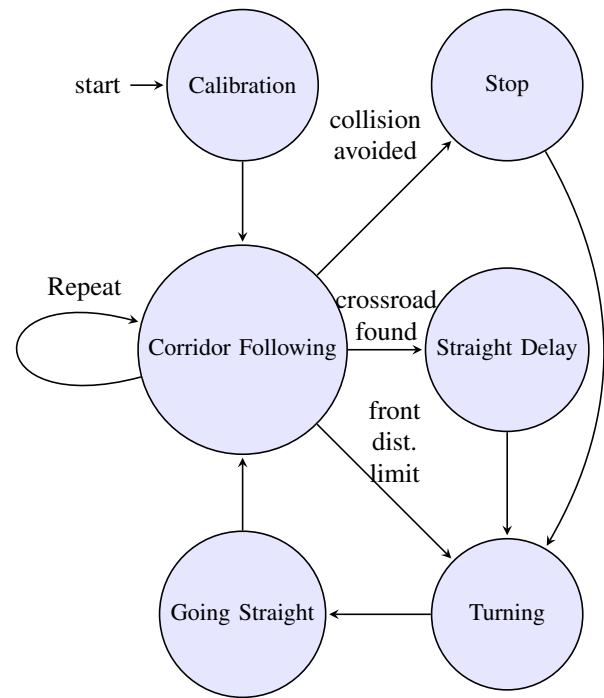 start
Calibration
Stop
collision
avoided
Repeat
Corridor Following
crossroad
found
Straight Delay
front
dist.
limit
Going Straight
Turning